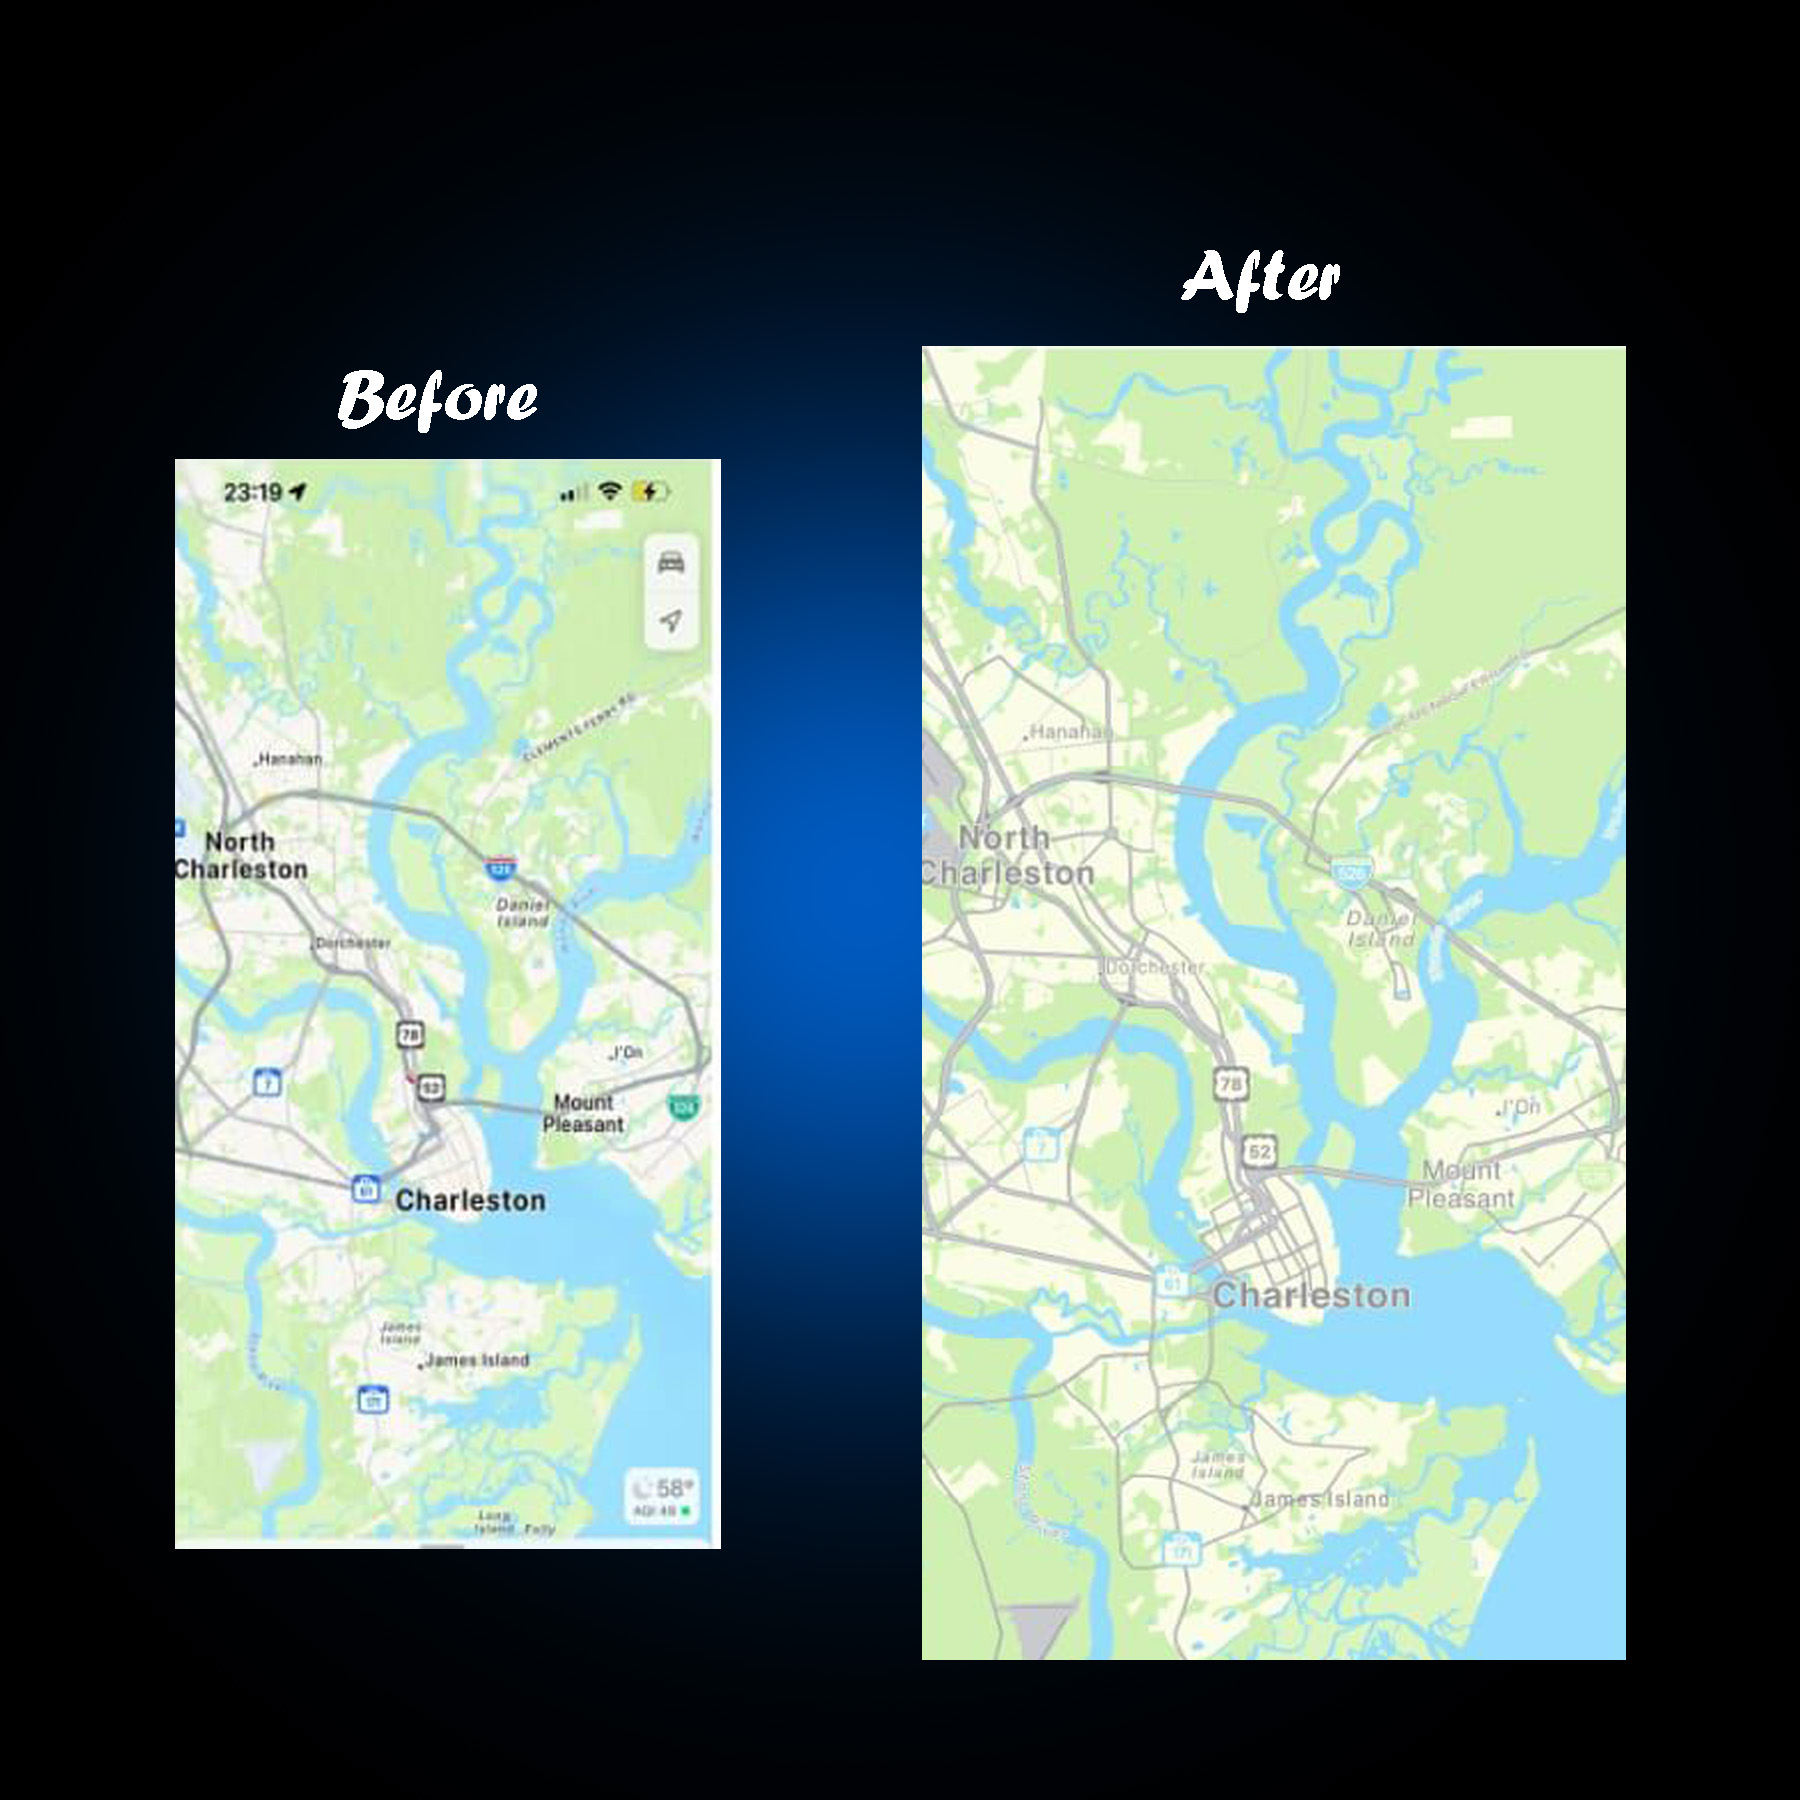 After
Before
23:19
CLEMENTS FERRY RD
Hanahan
North
Charleston
526
Daniel
Island
Dorchester
78
J'On
7
52
Mount
Pleasant
526
61
Charleston
James
Island
James Island
171
58°
AQI 48
Long
Island Folly
Hanahan
North
Charleston
526
Daniel
Island
Dorchester
78
J'On
7
52
Mount
Pleasant
61
Charleston
James
Island
James Island
171